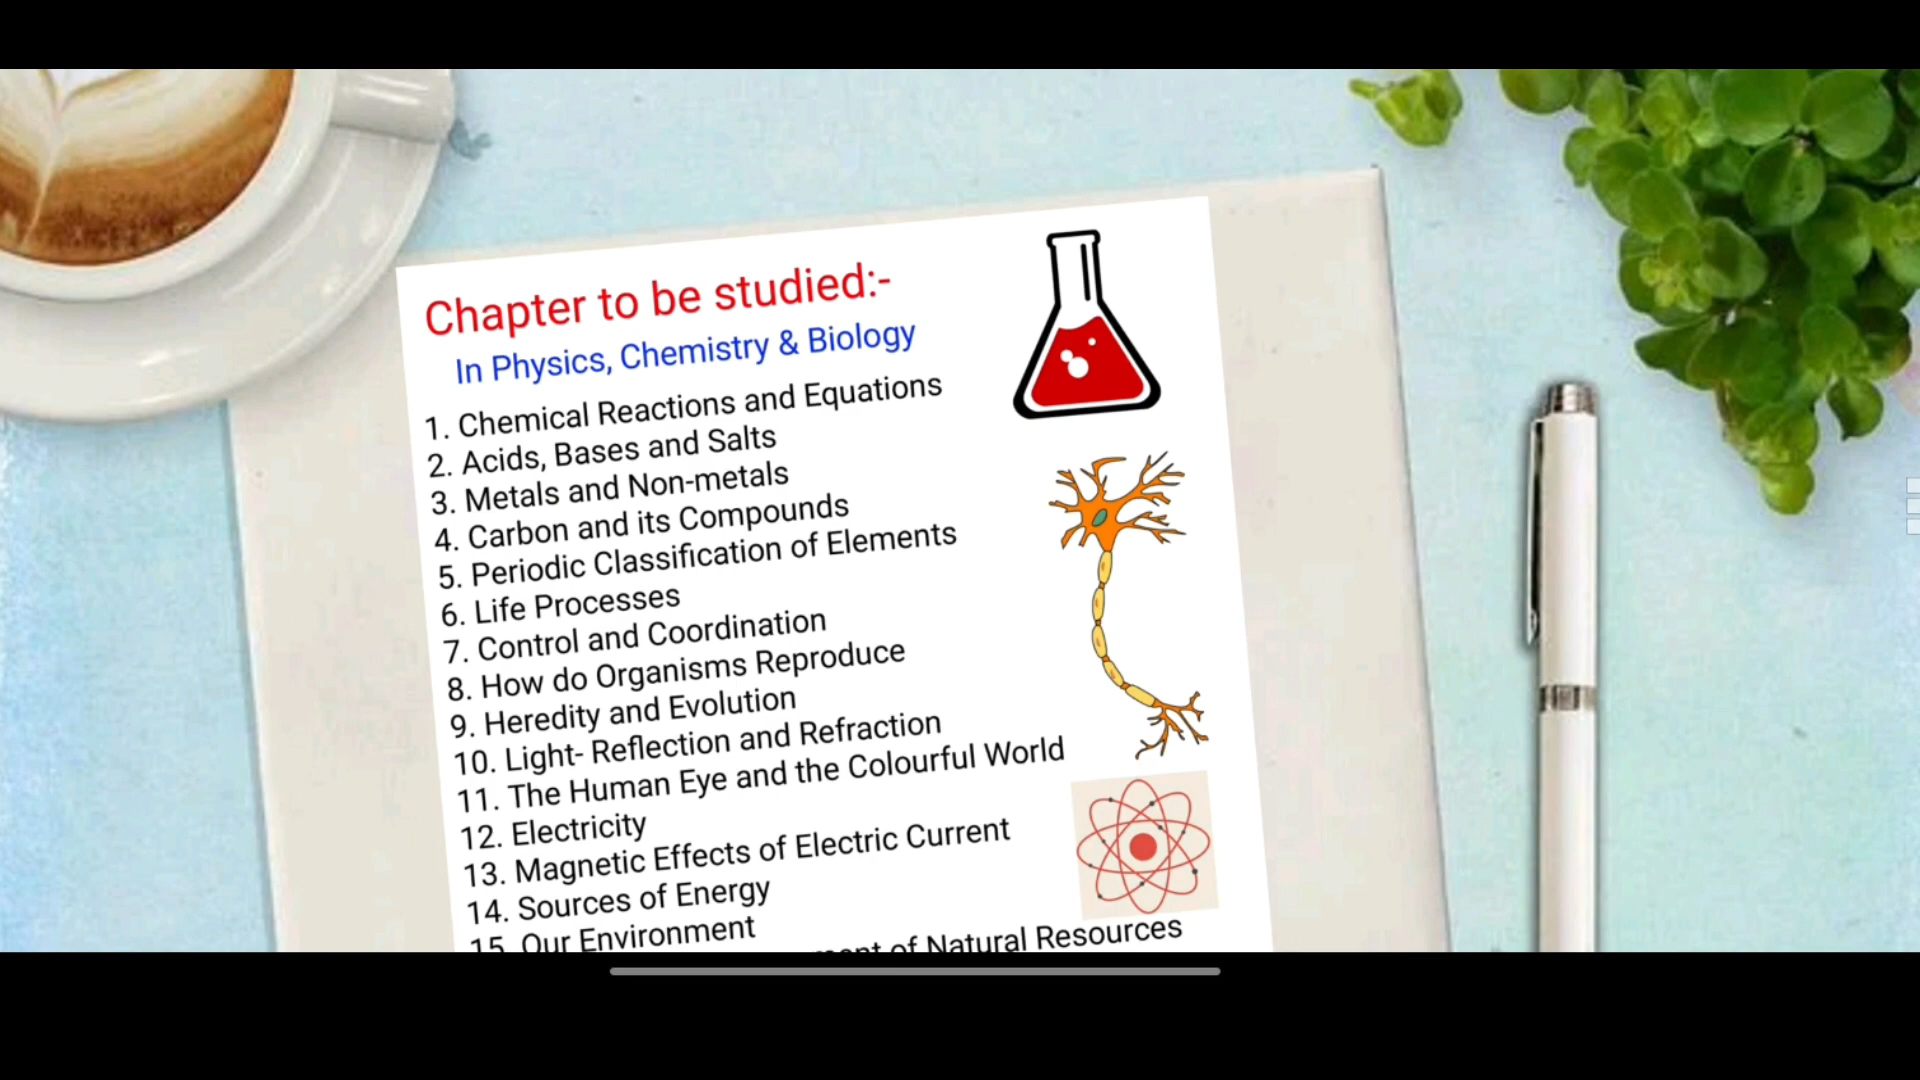 Chapter to be studied:-
In Physics, Chemistry & Biology
1. Chemical Reactions and Equations
2. Acids, Bases and Salts
3. Metals and Non-metals
4. Carbon and its Compounds
5. Periodic Classification of Elements
6. Life Processes
7. Control and Coordination
8. How do Organisms Reproduce
9. Heredity and Evolution
10. Light- Reflection and Refraction
11. The Human Eye and the Colourful World
12. Electricity
13. Magnetic Effects of Electric Current
14. Sources of Energy
15. Our Environment
of Natural Resources